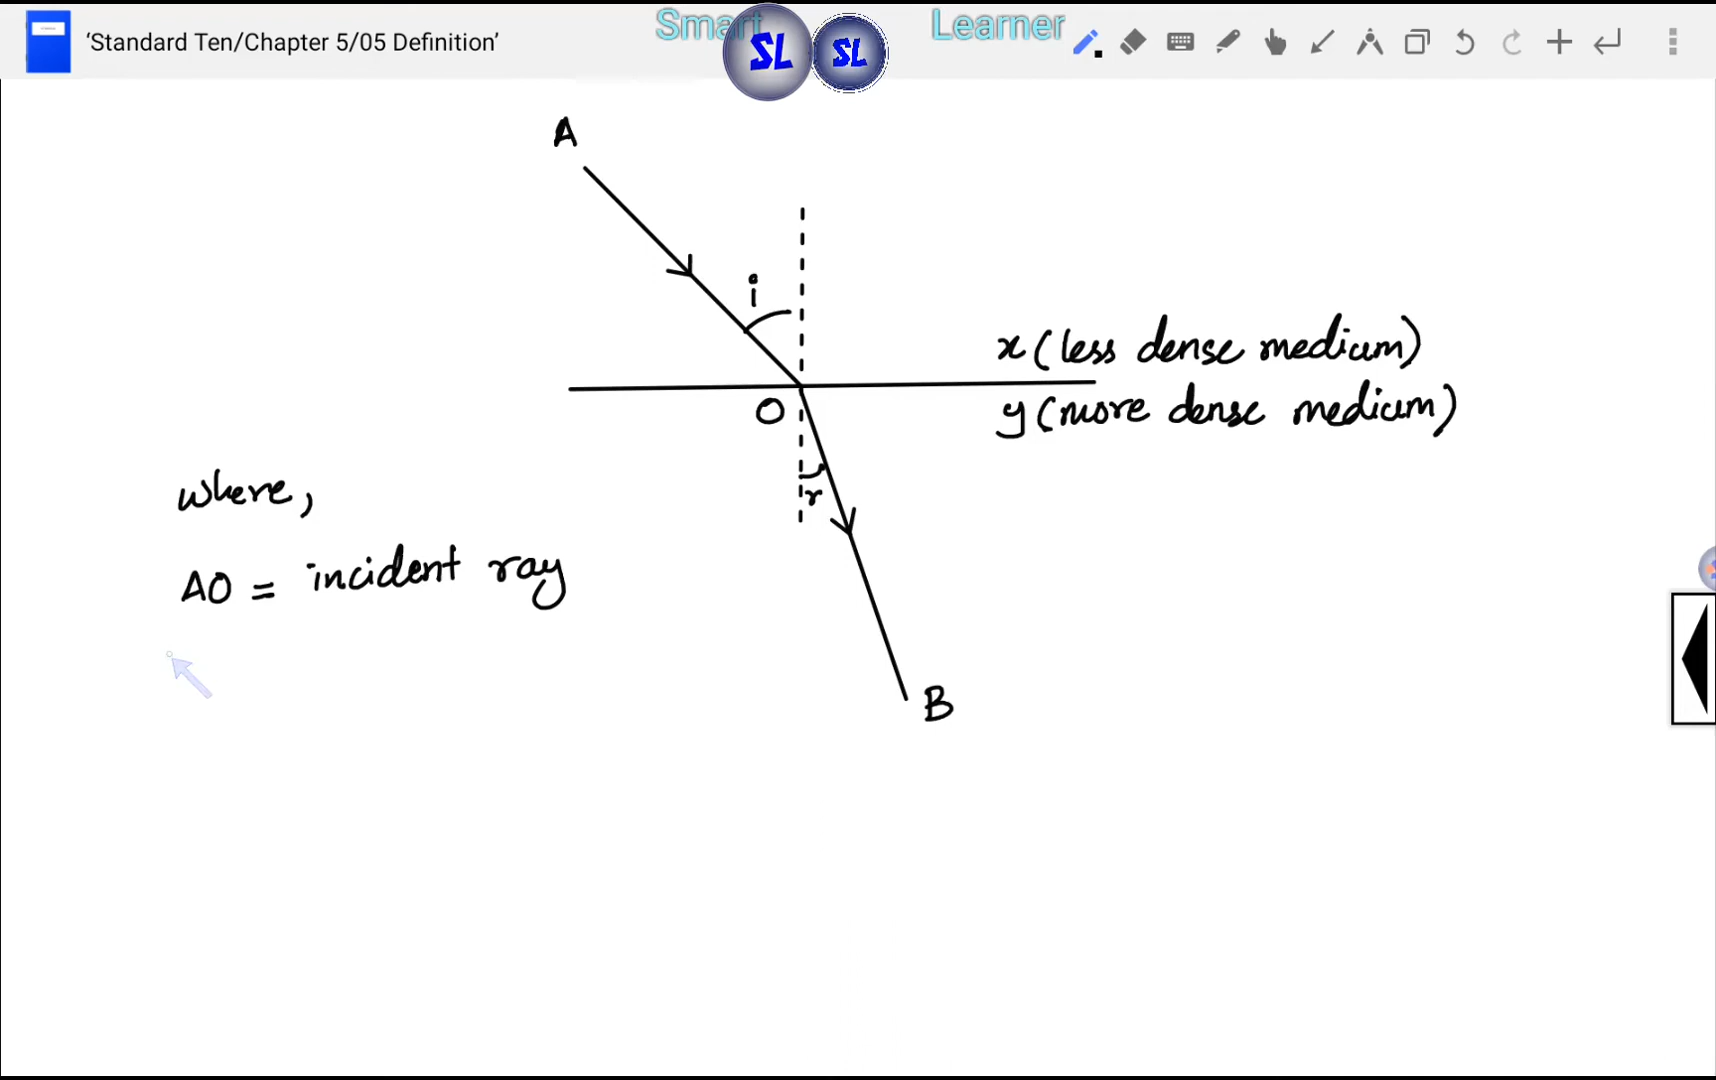 ‘Standard Ten/Chapter 5/05 Definition’
Smart Learner
SL SL
A
i
x (less dense medium)
O
y (more dense medium)
r
where,
AO = incident ray
B